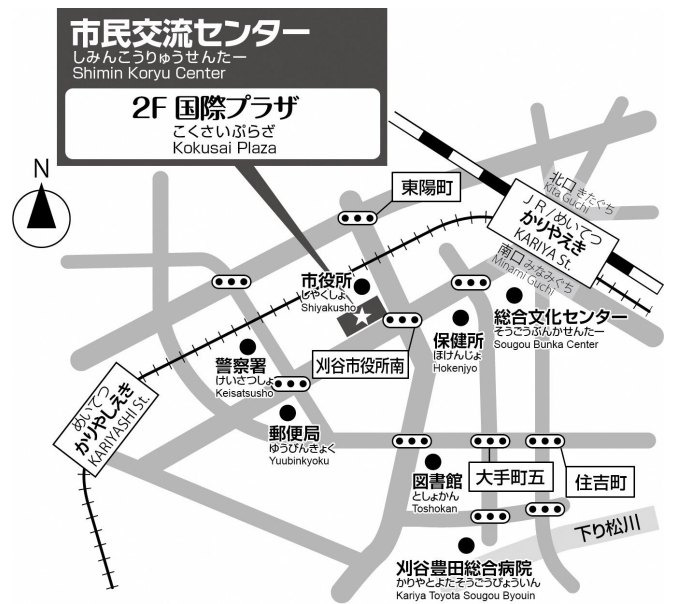 市民交流センター
しみんこうりゅうせんたー
Shimin Koryu Center
2F 国際プラザ
こくさいぷらざ
Kokusai Plaza
N
東陽町
北口 きたぐち
Kita Guchi
JR/めいてつ
かりやえき
KARIYA St.
南口 みなみぐち
Minami Guchi
市役所
しやくしょ
Shiyakusho
総合文化センター
そうごうぶんかせんたー
Sougou Bunka Center
保健所
ほけんじょ
Hokenjyo
刈谷市役所南
警察署
けいさつしょ
Keisatsusho
めいてつ
かりやしえき
KARIYASHI St.
郵便局
ゆうびんきょく
Yuubinkyoku
図書館
としょかん
Toshokan
大手町五
住吉町
下り松川
刈谷豊田総合病院
かりやとよたそうごうびょういん
Kariya Toyota Sougou Byouin